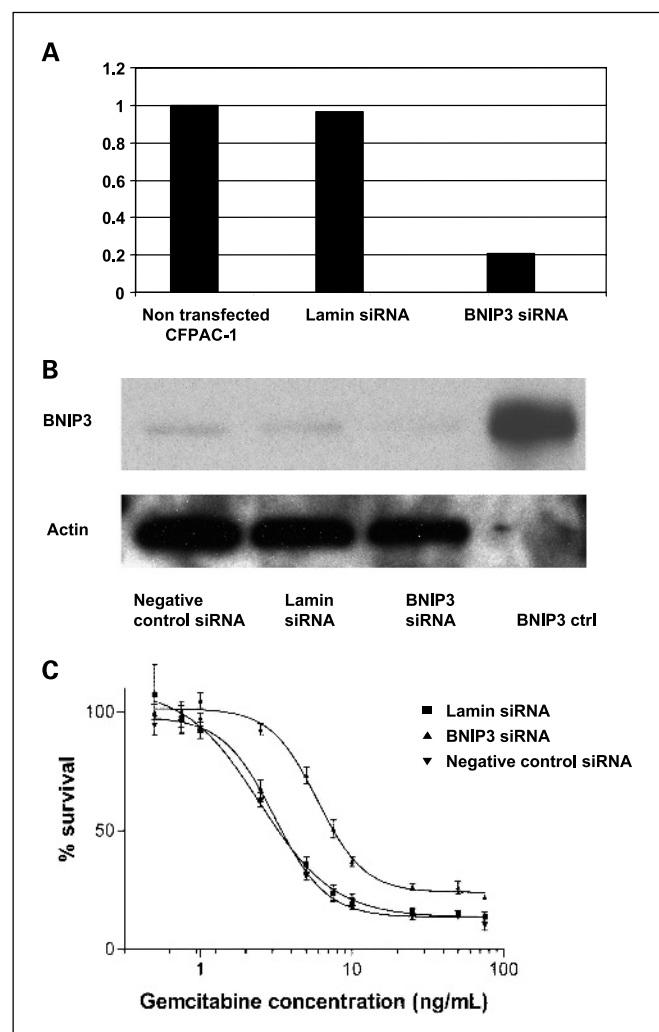 A
1.2
1
0.8
0.6
0.4
0.2
0
Non transfected
CFPAC-1
Lamin siRNA
BNIP3 siRNA
B
BNIP3
Actin
Negative
control siRNA
Lamin
siRNA
BNIP3
siRNA
BNIP3 ctrl
C
Lamin siRNA
BNIP3 siRNA
Negative control siRNA
% survival
100
50
0
1
10
100
Gemcitabine concentration (ng/mL)